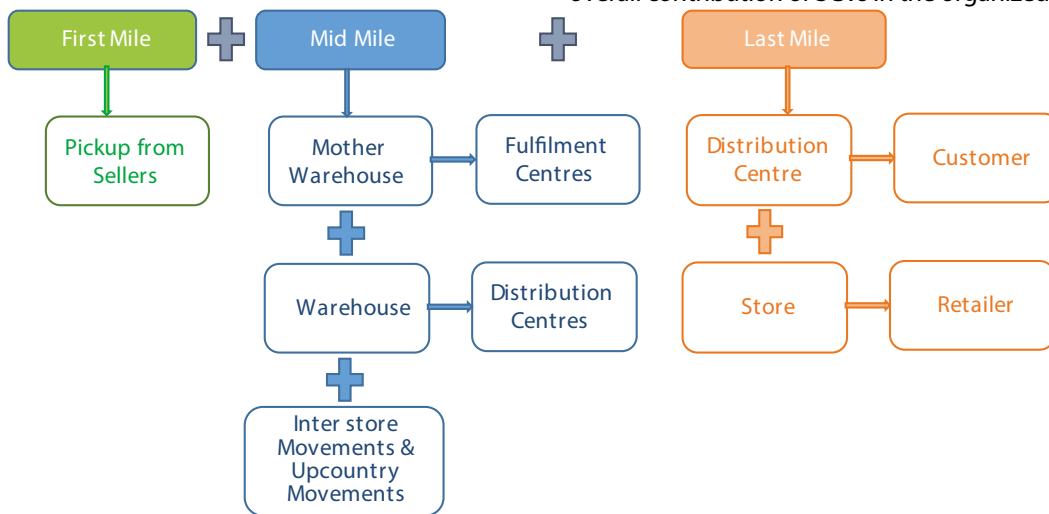 First Mile
Mid Mile
Last Mile
Pickup from
Sellers
Mother
Warehouse
Fulfilment
Centres
Distribution
Centre
Customer
Warehouse
Distribution
Centres
Store
Retailer
Inter store
Movements &
Upcountry
Movements